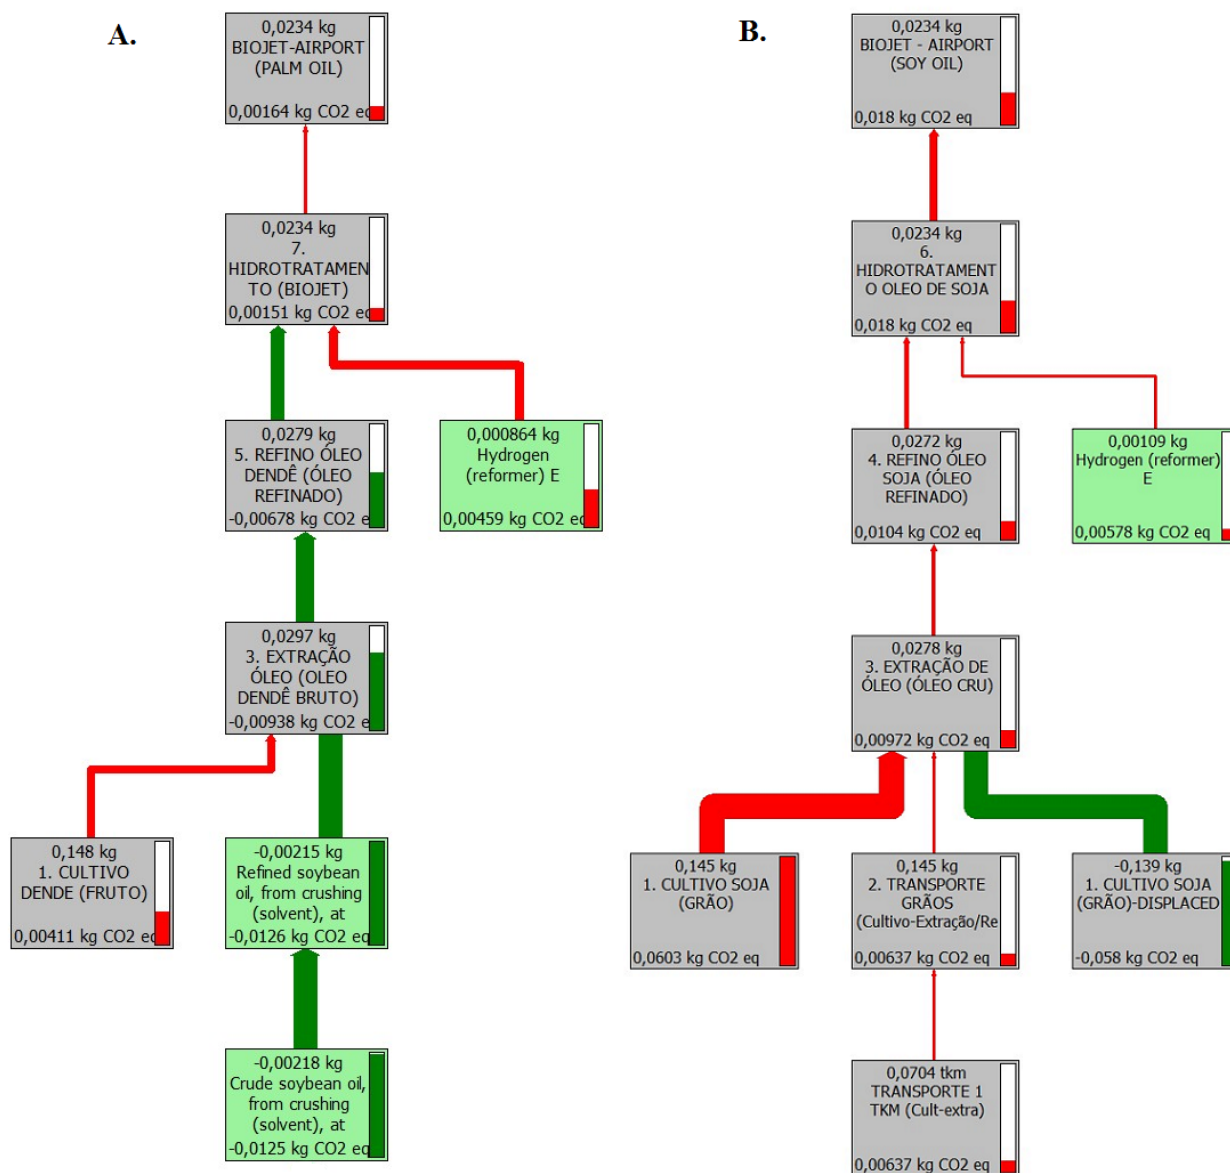 A.
0,0234 kg
BIOJET-AIRPORT
(PALM OIL)
0,00164 kg CO2 eq
0,0234 kg
7.
HIDROTRATAMEN
TO (BIOJET)
0,00151 kg CO2 eq
0,0279 kg
5. REFINO ÓLEO
DENDÊ (ÓLEO
REFINADO)
-0,00678 kg CO2 eq
0,000864 kg
Hydrogen
(reformer) E
0,00459 kg CO2 eq
0,0297 kg
3. EXTRAÇÃO
ÓLEO (OLEO
DENDÊ BRUTO)
-0,00938 kg CO2 e
0,148 kg
1. CULTIVO
DENDE (FRUTO)
0,00411 kg CO2 eq
-0,00215 kg
Refined soybean
oil, from crushing
(solvent), at
-0,0126 kg CO2 eq
-0,00218 kg
Crude soybean oil,
from crushing
(solvent), at
-0,0125 kg CO2 eq
B.
0,0234 kg
BIOJET - AIRPORT
(SOY OIL)
0,018 kg CO2 eq
0,0234 kg
6.
HIDROTRATAMENT
O OLEO DE SOJA
0,018 kg CO2 eq
0,0272 kg
4. REFINO ÓLEO
SOJA (ÓLEO
REFINADO)
0,0104 kg CO2 eq
0,00109 kg
Hydrogen (reformer)
E
0,00578 kg CO2 eq
0,0278 kg
3. EXTRAÇÃO DE
ÓLEO (ÓLEO CRU)
0,00972 kg CO2 eq
0,145 kg
1. CULTIVO SOJA
(GRÃO)
0,0603 kg CO2 eq
0,145 kg
2. TRANSPORTE
GRÃOS
(Cultivo-Extração/Re
0,00637 kg CO2 eq
-0,139 kg
1. CULTIVO SOJA
(GRÃO)-DISPLACED
-0,058 kg CO2 eq
0,0704 tkm
TRANSPORTE 1
TKM (Cult-extra)
0,00637 kg CO2 eq